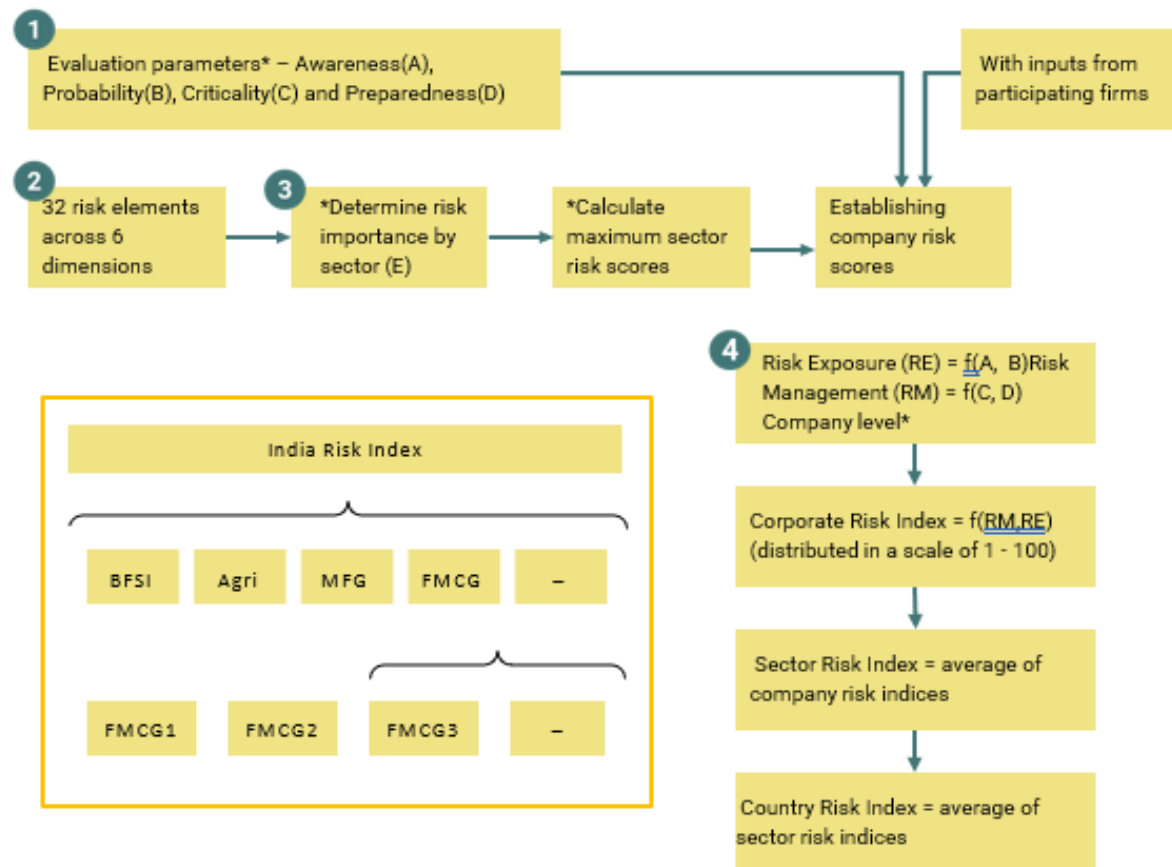 1
Evaluation parameters* – Awareness(A),
Probability(B), Criticality(C) and Preparedness(D)
With inputs from
participating firms
2
32 risk elements
across 6
dimensions
3
*Determine risk
importance by
sector (E)
*Calculate
maximum sector
risk scores
Establishing
company risk
scores
4
Risk Exposure (RE) = f(A, B)Risk
Management (RM) = f(C, D)
Company level*
India Risk Index
BFSI
Agri
MFG
FMCG
–
FMCG1
FMCG2
FMCG3
–
Corporate Risk Index = f(RM,RE)
(distributed in a scale of 1 - 100)
Sector Risk Index = average of
company risk indices
Country Risk Index = average of
sector risk indices